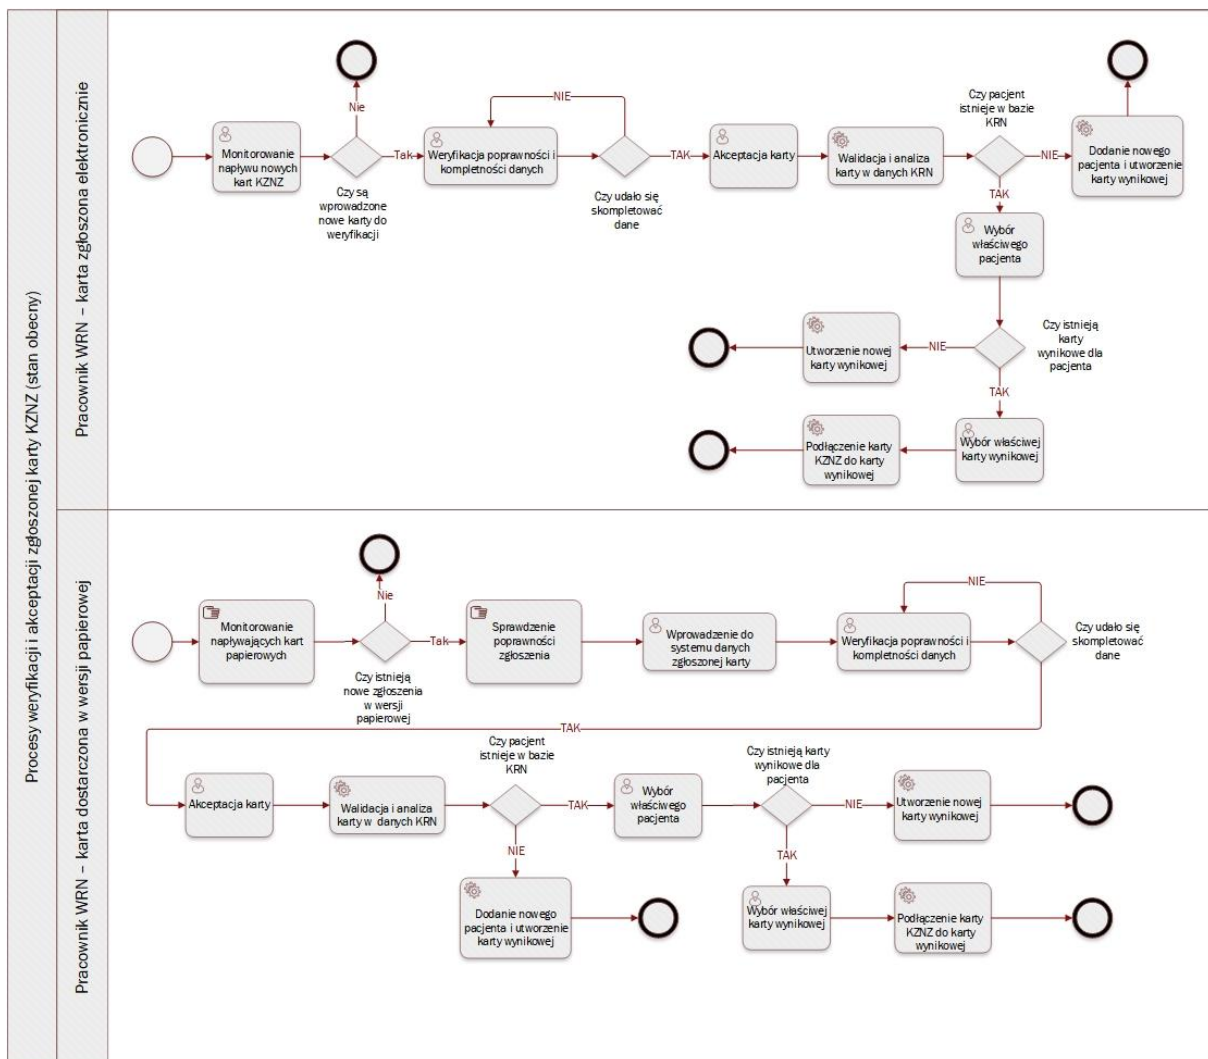 Procesy weryfikacji i akceptacji zgłoszonej karty KZNZ (stan obecny)
Pracownik WRN – karta zgłoszona elektronicznie
Monitorowanie
napływu nowych
kart KZNZ
Nie
Czy są
wprowadzone
nowe karty do
weryfikacji
Tak
Weryfikacja poprawności i
kompletności danych
NIE
Czy udało się
skompletować
dane
TAK
Akceptacja karty
Walidacja i analiza
karty w danych KRN
Czy pacjent
istnieje w bazie
KRN
NIE
Dodanie nowego
pacjenta i utworzenie
karty wynikowej
TAK
Wybór
właściwego
pacjenta
Czy istnieją
karty
wynikowe dla
pacjenta
NIE
Utworzenie nowej
karty wynikowej
TAK
Wybór właściwej
karty wynikowej
Podłączenie karty
KZNZ do karty
wynikowej
Pracownik WRN – karta dostarczona w wersji papierowej
Monitorowanie
napływających kart
papierowych
Nie
Czy istnieją
nowe zgłoszenia
w wersji
papierowej
Tak
Sprawdzenie
poprawności
zgłoszenia
Wprowadzenie do
systemu danych
zgłoszonej karty
Weryfikacja poprawności i
kompletności danych
NIE
Czy udało się
skompletować
dane
TAK
Akceptacja karty
Walidacja i analiza
karty w danych KRN
Czy pacjent
istnieje w bazie
KRN
TAK
NIE
Dodanie nowego
pacjenta i utworzenie
karty wynikowej
Wybór
właściwego
pacjenta
Czy istnieją karty
wynikowe dla
pacjenta
NIE
Utworzenie nowej
karty wynikowej
TAK
Wybór właściwej
karty wynikowej
Podłączenie karty
KZNZ do karty
wynikowej